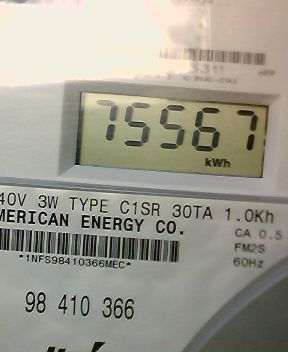 75567
kWh
40V 3W TYPE C1SR 30TA 1.0Kh
MERICAN ENERGY CO.
CA 0.5
FM2S
*1NFS98410366MEC*
60Hz
98 410 366